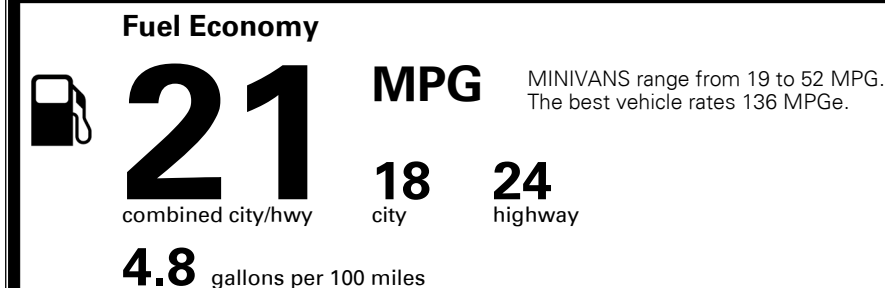 Fuel Economy
21 MPG
MINIVANS range from 19 to 52 MPG.
The best vehicle rates 136 MPGe.
18 24
combined city/hwy city highway
4.8 gallons per 100 miles